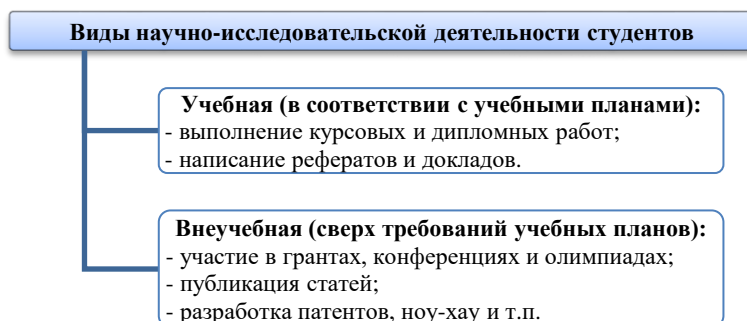 Виды научно-исследовательской деятельности студентов
Учебная (в соответствии с учебными планами):
- выполнение курсовых и дипломных работ;
- написание рефератов и докладов.
Внеучебная (сверх требований учебных планов):
- участие в грантах, конференциях и олимпиадах;
- публикация статей;
- разработка патентов, ноу-хау и т.п.